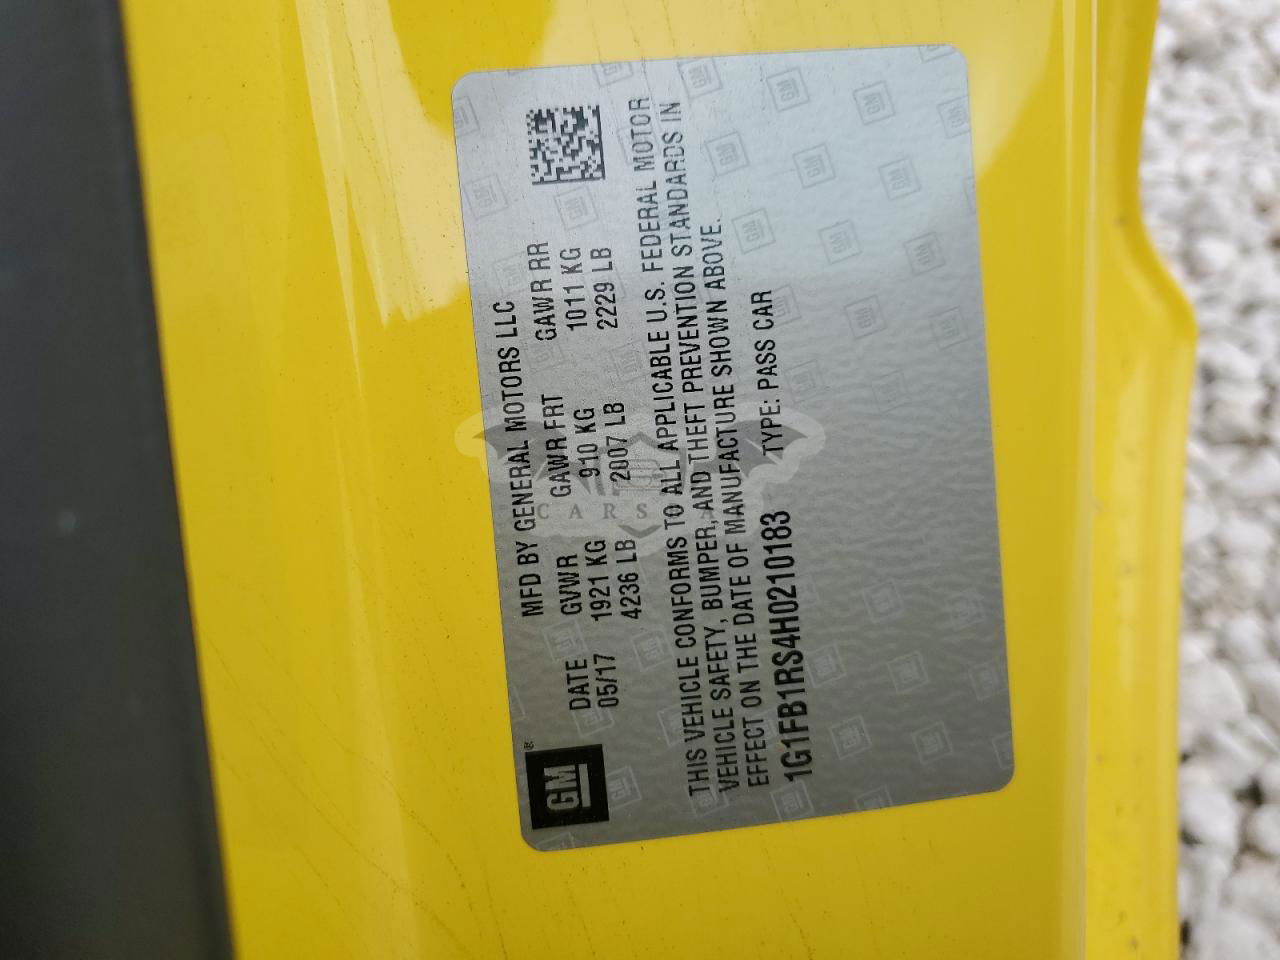 GM®
MFD BY GENERAL MOTORS LLC
DATE GVWR GAWR FRT GAWR RR
05/17 1921 KG 910 KG 1011 KG
4236 LB 2007 LB 2229 LB
THIS VEHICLE CONFORMS TO ALL APPLICABLE U.S. FEDERAL MOTOR
VEHICLE SAFETY, BUMPER, AND THEFT PREVENTION STANDARDS IN
EFFECT ON THE DATE OF MANUFACTURE SHOWN ABOVE.
1G1FB1RS4H0210183 TYPE: PASS CAR